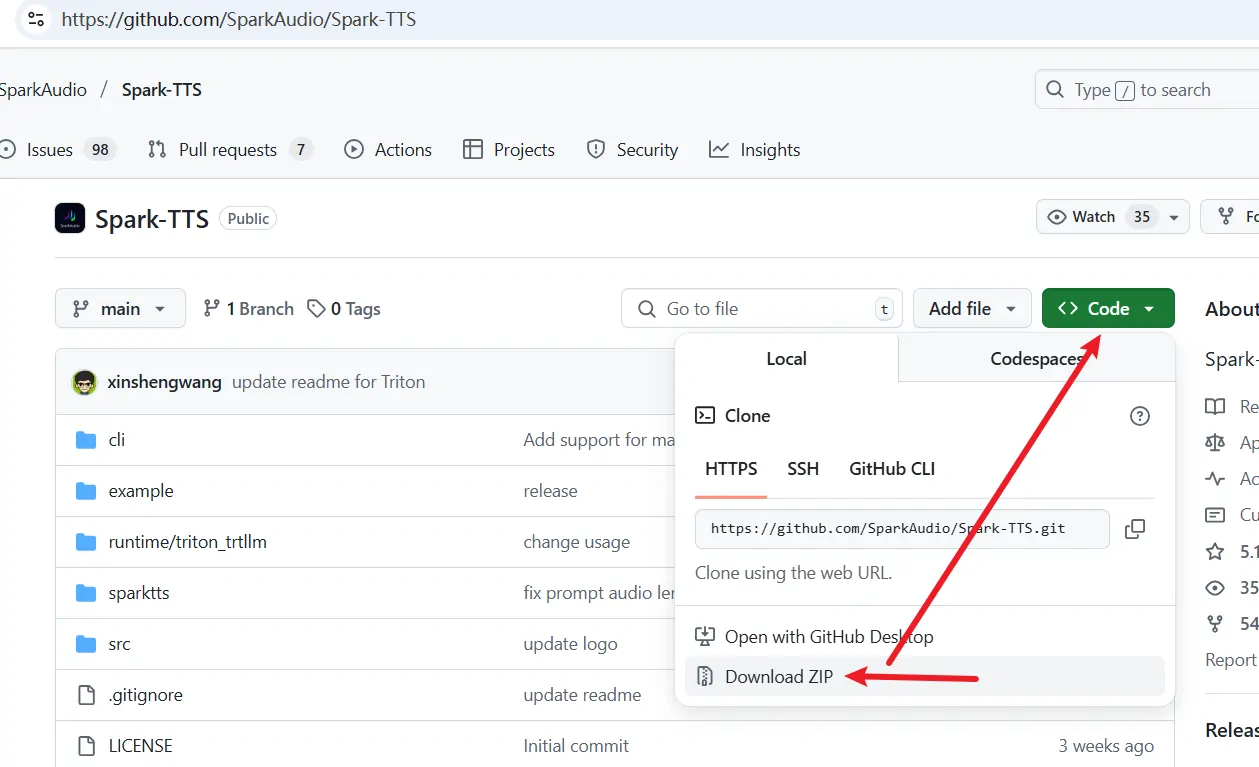 https://github.com/SparkAudio/Spark-TTS
SparkAudio / Spark-TTS
Type / to search
Issues 98 Pull requests 7 Actions Projects Security Insights
Spark-TTS Public
Watch 35
main 1 Branch 0 Tags
Go to file t
Add file
<> Code
About
Local
Codespaces
xinshengwang update readme for Triton
Spark-
Clone
cli Add support for ma
HTTPS SSH GitHub CLI
example release
https://github.com/SparkAudio/Spark-TTS.git
runtime/triton_trtllm change usage
Clone using the web URL.
sparktts fix prompt audio ler
Open with GitHub Desktop
src update logo
Download ZIP
.gitignore update readme
LICENSE Initial commit 3 weeks ago
Re
Ap
Ac
Cu
5.1
35
54
Report
Releas